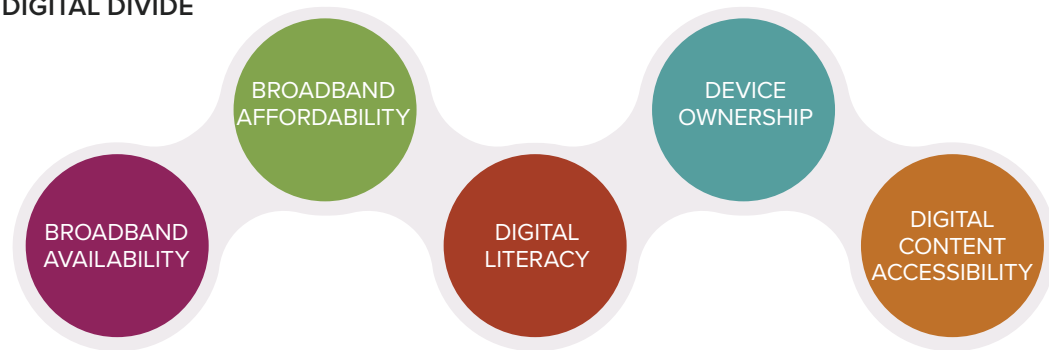 DIGITAL DIVIDE
BROADBAND
AVAILABILITY
BROADBAND
AFFORDABILITY
DIGITAL
LITERACY
DEVICE
OWNERSHIP
DIGITAL
CONTENT
ACCESSIBILITY